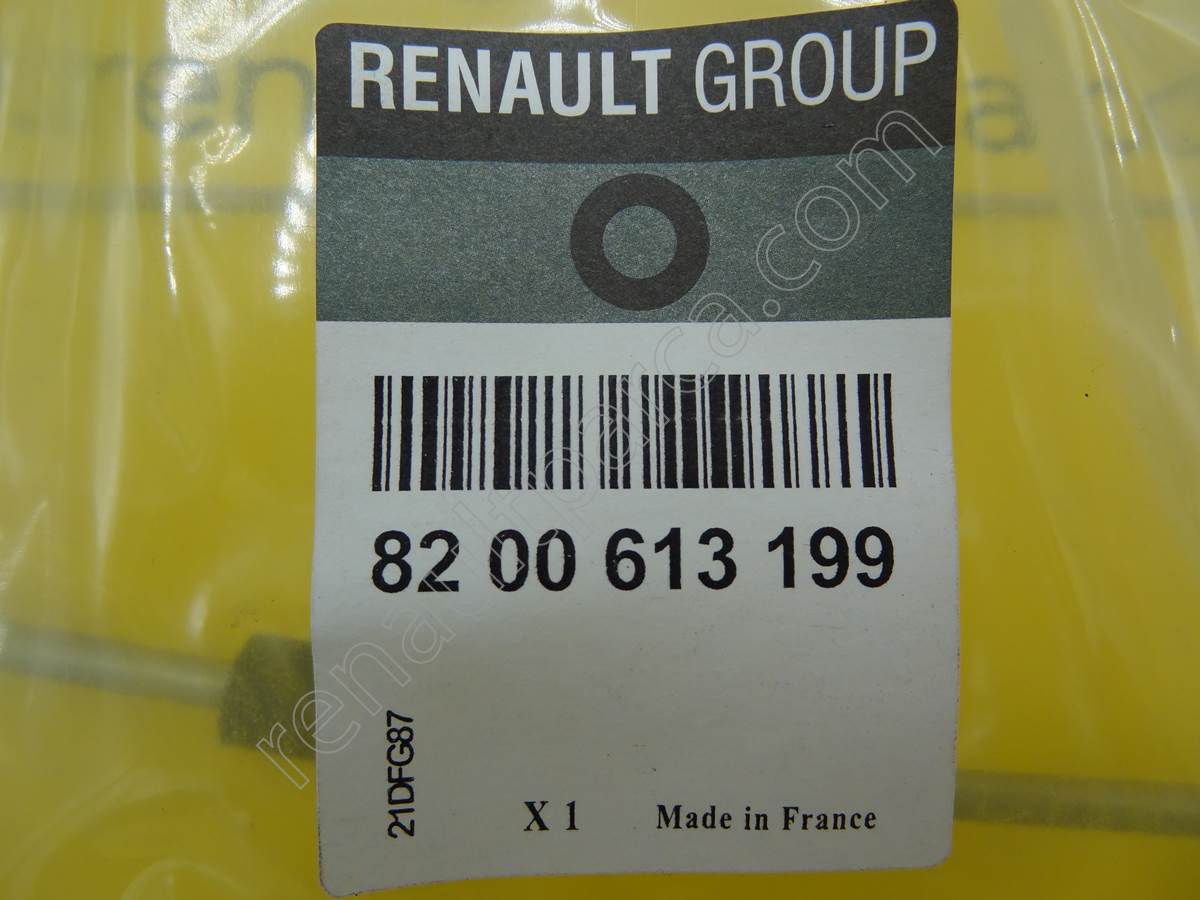 RENAULT GROUP
82 00 613 199
21DFG87
X 1
Made in France
renaultparca.com